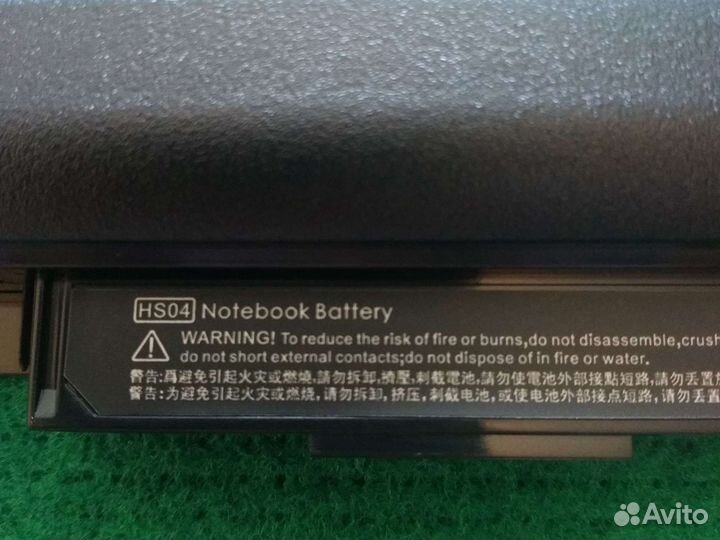 HS04 Notebook Battery
WARNING! To reduce the risk of fire or burns,do not disassemble,crush
do not short external contacts;do not dispose of in fire or water.
警告:爲避免引起火灾或燃燒,請勿拆卸,擠壓,刺截電池,請勿使電池外部接點短路,請勿丟置
警告:为避免引起火灾或燃烧,请勿拆卸,挤压,刺截电池,或使电池外部接点短路,请勿丢置
Avito